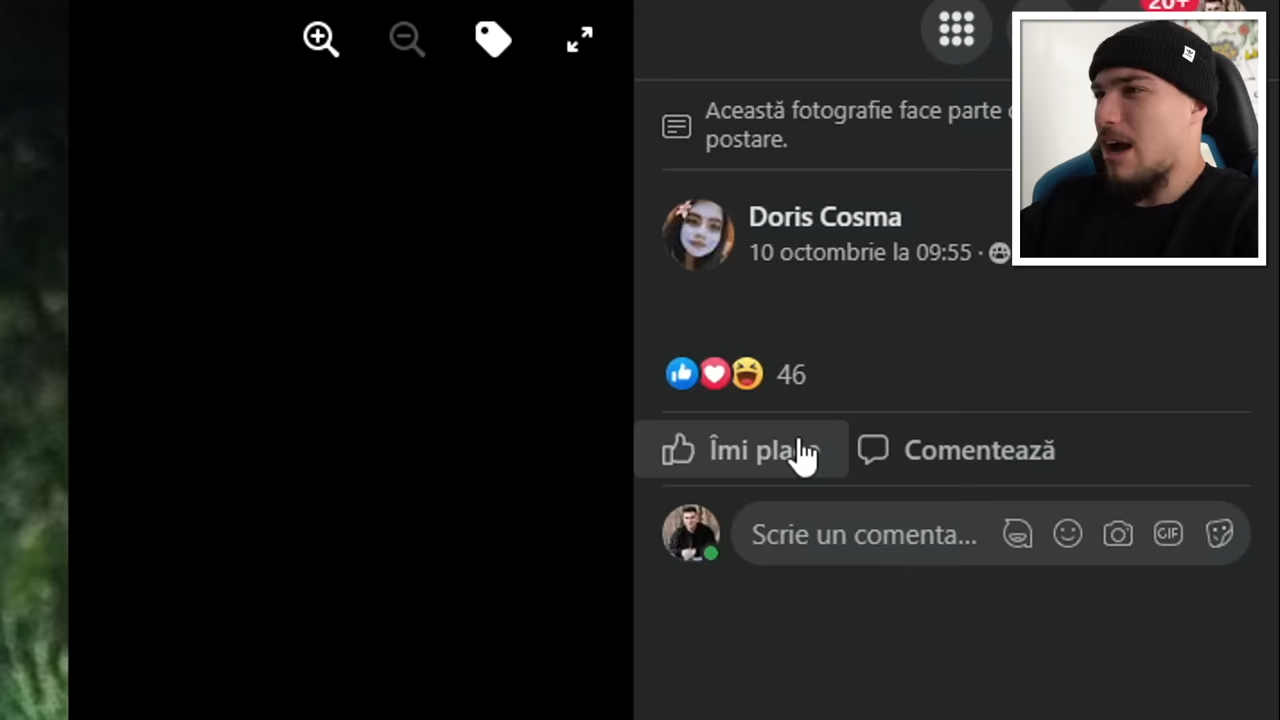 20+
Această fotografie face parte
postare.
Doris Cosma
10 octombrie la 09:55 ·
46
Îmi
Comentează
Scrie un comenta...
GIF